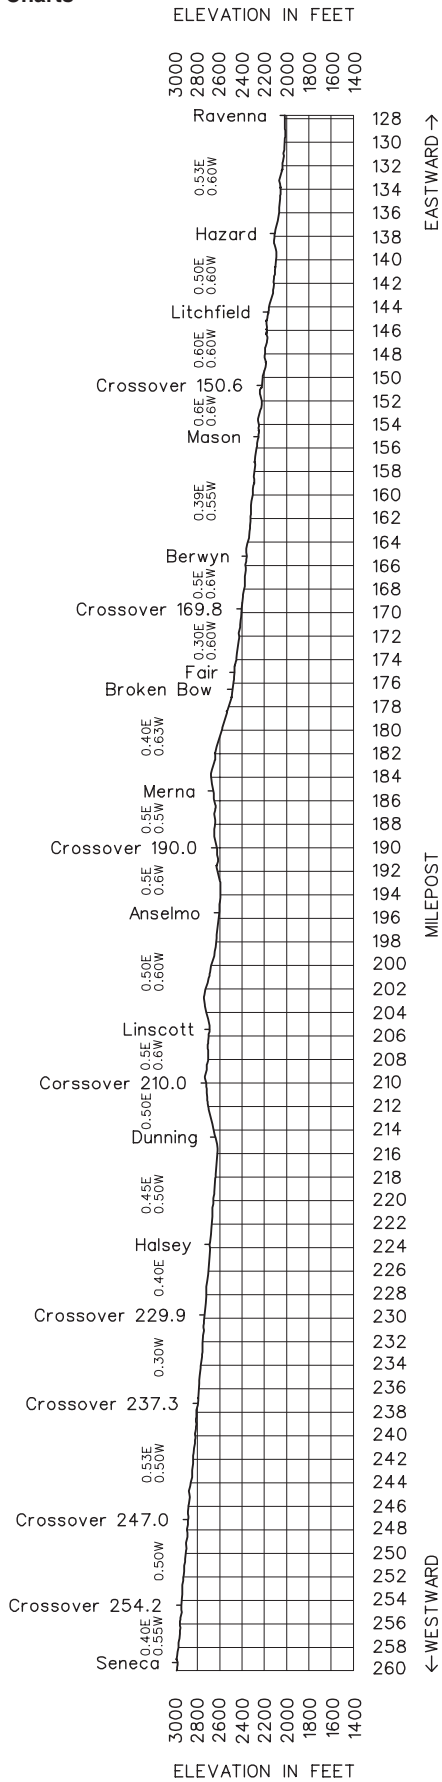 Charts
ELEVATION IN FEET
3000 2800 2600 2400 2200 2000 1800 1600 1400
Ravenna 128
EASTWARD →
130
0.53E 132
0.60W 134
136
Hazard 138
0.50E 140
0.60W 142
144
Litchfield
146
0.60E 148
0.60W
150
Crossover 150.6
0.6E 152
0.6W 154
Mason
156
158
0.39E 160
0.55W 162
164
Berwyn 166
0.5E 168
0.6W
Crossover 169.8 170
0.30E 172
0.60W 174
Fair
176
Broken Bow
178
0.40E 180
0.63W 182
184
Merna 186
0.5E 188
0.5W
Crossover 190.0 190
MILEPOST
0.5E 192
0.6W 194
Anselmo 196
198
0.50E 200
0.60W 202
204
Linscott 206
0.5E 208
0.6W
Corssover 210.0 210
0.50E 212
214
Dunning
216
218
0.45E 220
0.50W
222
Halsey 224
0.40E 226
228
Crossover 229.9 230
232
0.30W 234
236
Crossover 237.3 238
240
0.53E 242
0.50W 244
246
Crossover 247.0
248
0.50W 250
252
254
Crossover 254.2
256
0.40E 258
0.55W
Seneca 260
←WESTWARD
3000 2800 2600 2400 2200 2000 1800 1600 1400
ELEVATION IN FEET